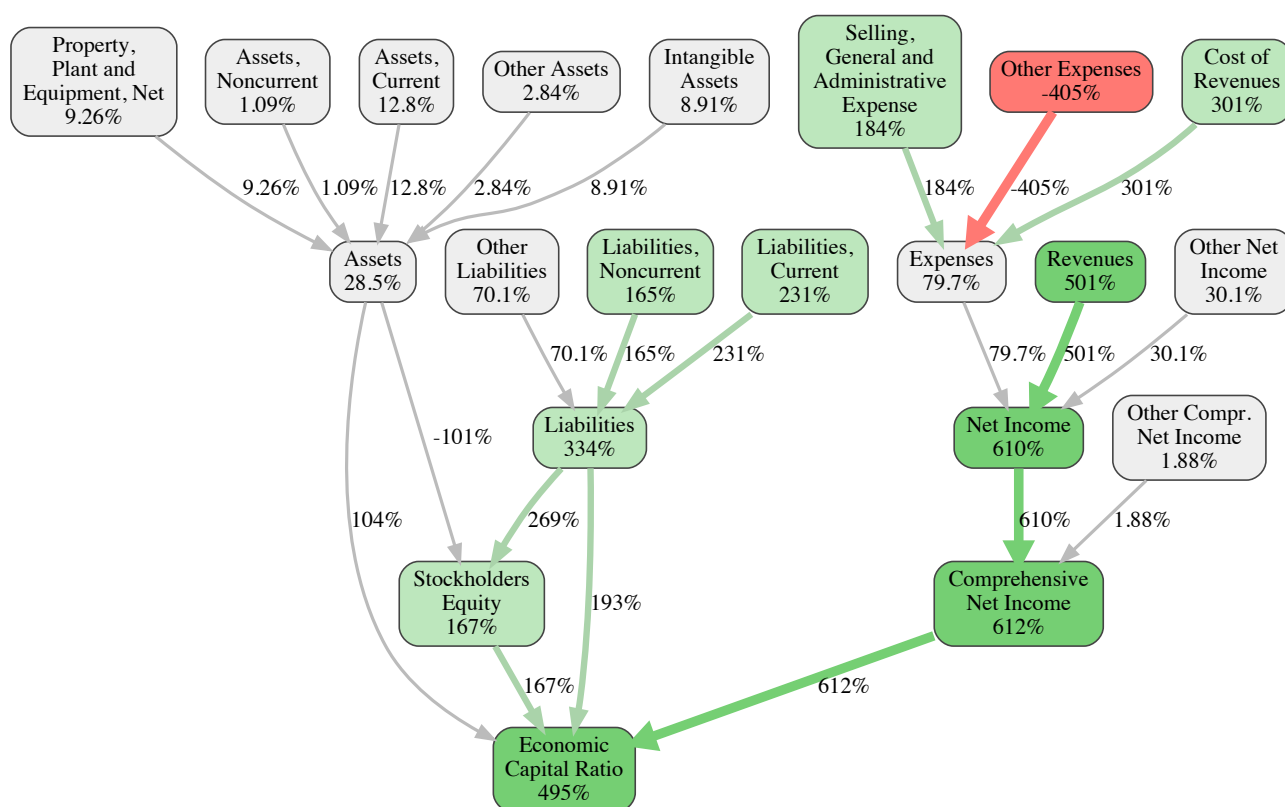 Property,
Plant and
Equipment, Net
9.26%
Assets,
Noncurrent
1.09%
Assets,
Current
12.8%
Other Assets
2.84%
Intangible
Assets
8.91%
Selling,
General and
Administrative
Expense
184%
Other Expenses
-405%
Cost of
Revenues
301%
9.26%
1.09%
12.8%
2.84%
8.91%
184%
-405%
301%
Assets
28.5%
Other
Liabilities
70.1%
Liabilities,
Noncurrent
165%
Liabilities,
Current
231%
Expenses
79.7%
Revenues
501%
Other Net
Income
30.1%
70.1%
165%
231%
79.7%
501%
30.1%
-101%
Liabilities
334%
Net Income
610%
Other Compr.
Net Income
1.88%
104%
269%
610%
1.88%
Stockholders
Equity
167%
193%
Comprehensive
Net Income
612%
167%
612%
Economic
Capital Ratio
495%